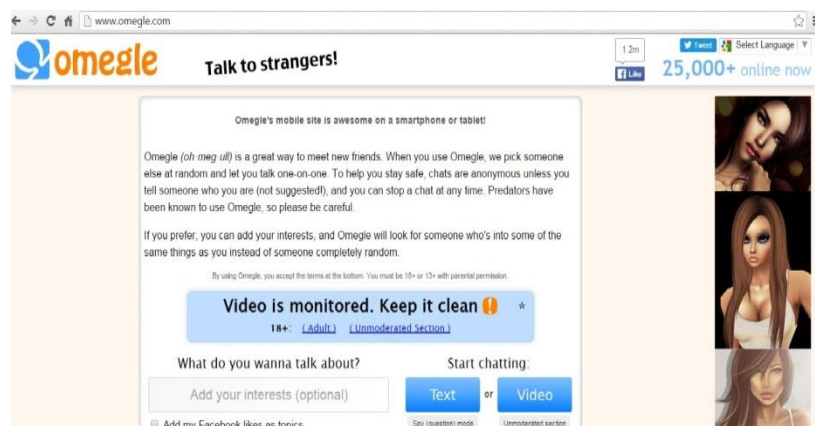 www.omegle.com
omegle
Talk to strangers!
1.2m
Like
Tweet
Select Language
25,000+ online now
Omegle's mobile site is awesome on a smartphone or tablet!
Omegle (oh·meg·ull) is a great way to meet new friends. When you use Omegle, we pick someone
else at random and let you talk one-on-one. To help you stay safe, chats are anonymous unless you
tell someone who you are (not suggested!), and you can stop a chat at any time. Predators have
been known to use Omegle, so please be careful.
If you prefer, you can add your interests, and Omegle will look for someone who's into some of the
same things as you instead of someone completely random.
By using Omegle, you accept the terms at the bottom. You must be 18+ or 13+ with parental permission.
Video is monitored. Keep it clean ! *
18+: (Adult) (Unmoderated Section)
What do you wanna talk about?
Add your interests (optional)
Add my Facebook likes as topics
Start chatting:
Text or Video
Spy (question) mode
Unmoderated section